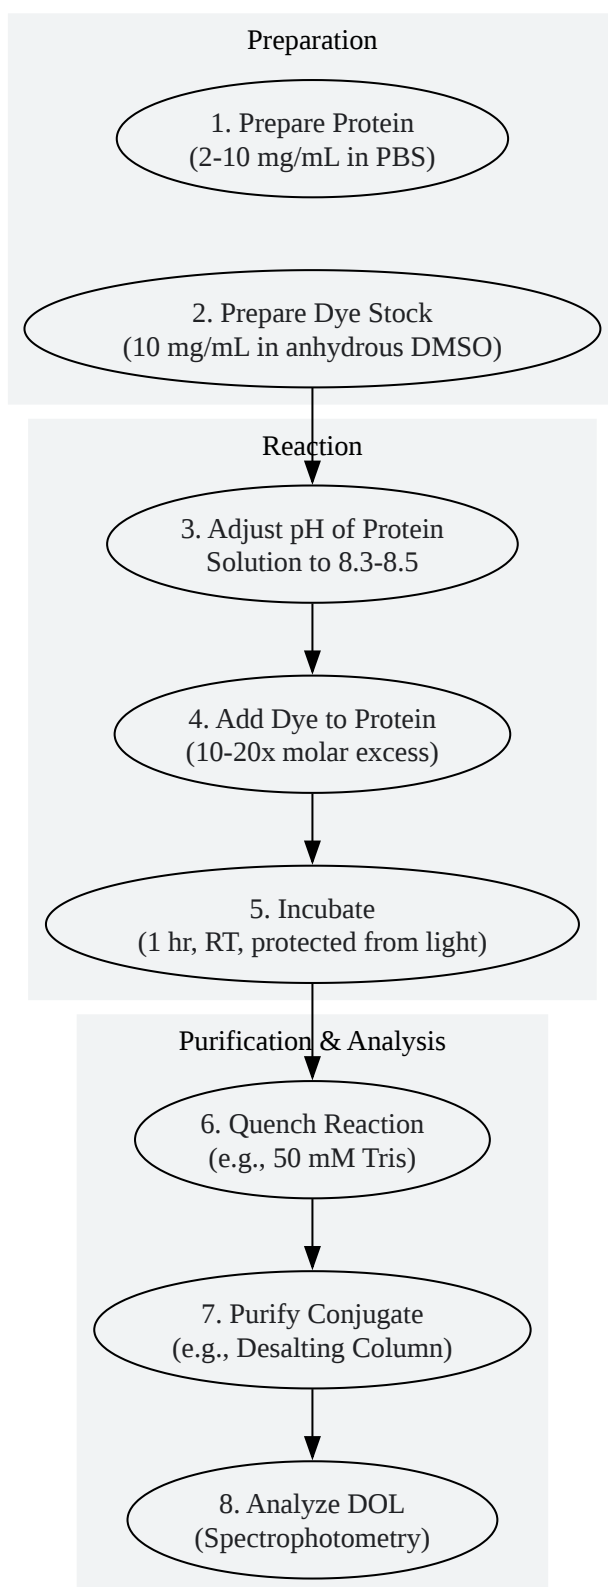 Preparation
1. Prepare Protein
(2-10 mg/mL in PBS)
2. Prepare Dye Stock
(10 mg/mL in anhydrous DMSO)
Reaction
3. Adjust pH of Protein
Solution to 8.3-8.5
4. Add Dye to Protein
(10-20x molar excess)
5. Incubate
(1 hr, RT, protected from light)
Purification & Analysis
6. Quench Reaction
(e.g., 50 mM Tris)
7. Purify Conjugate
(e.g., Desalting Column)
8. Analyze DOL
(Spectrophotometry)